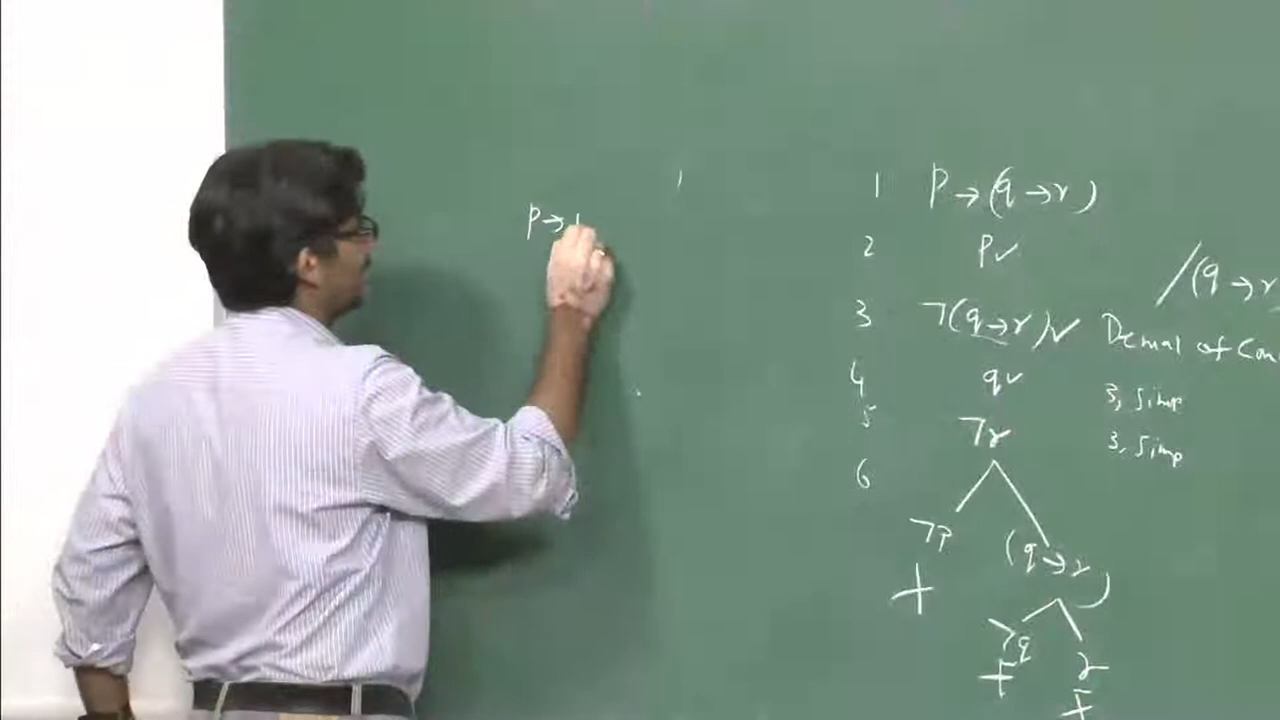 p→
1 P→(q→r)
2 P✓
/(q→r
3 ¬(q→r)✓ Denial of Con
4 q✓ 3, Simp
5 ¬r 3, Simp
6
¬p (q→r)
+
¬q r
+ +